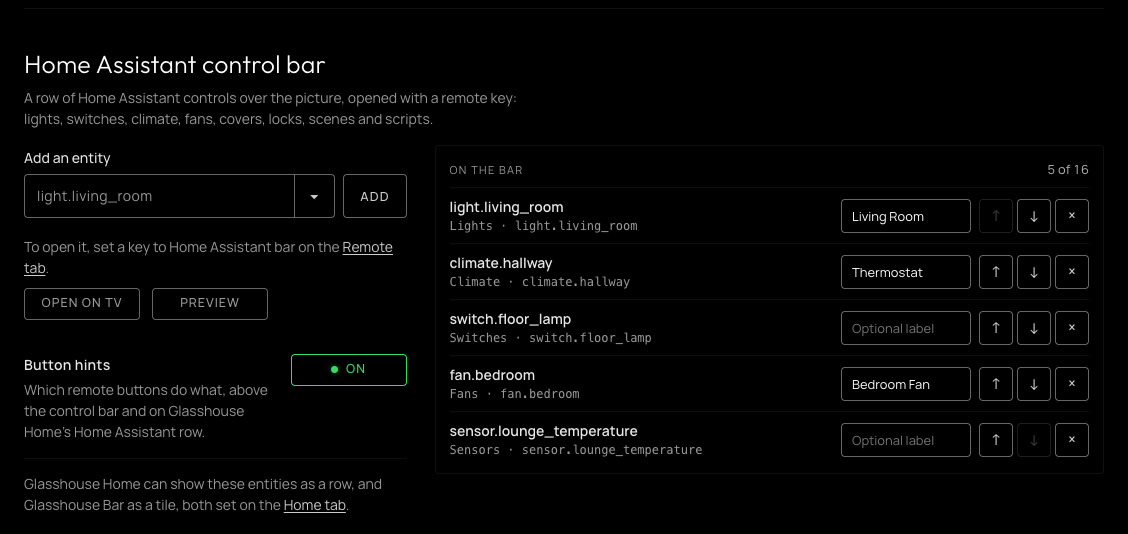 Home Assistant control bar
A row of Home Assistant controls over the picture, opened with a remote key:
lights, switches, climate, fans, covers, locks, scenes and scripts.
Add an entity
light.living_room
ADD
To open it, set a key to Home Assistant bar on the Remote
tab.
OPEN ON TV
PREVIEW
Button hints
ON
Which remote buttons do what, above
the control bar and on Glasshouse
Home's Home Assistant row.
Glasshouse Home can show these entities as a row, and
Glasshouse Bar as a tile, both set on the Home tab.
ON THE BAR
5 of 16
light.living_room
Lights · light.living_room
Living Room
↑ ↓ ×
climate.hallway
Climate · climate.hallway
Thermostat
↑ ↓ ×
switch.floor_lamp
Switches · switch.floor_lamp
Optional label
↑ ↓ ×
fan.bedroom
Fans · fan.bedroom
Bedroom Fan
↑ ↓ ×
sensor.lounge_temperature
Sensors · sensor.lounge_temperature
Optional label
↑ ↓ ×